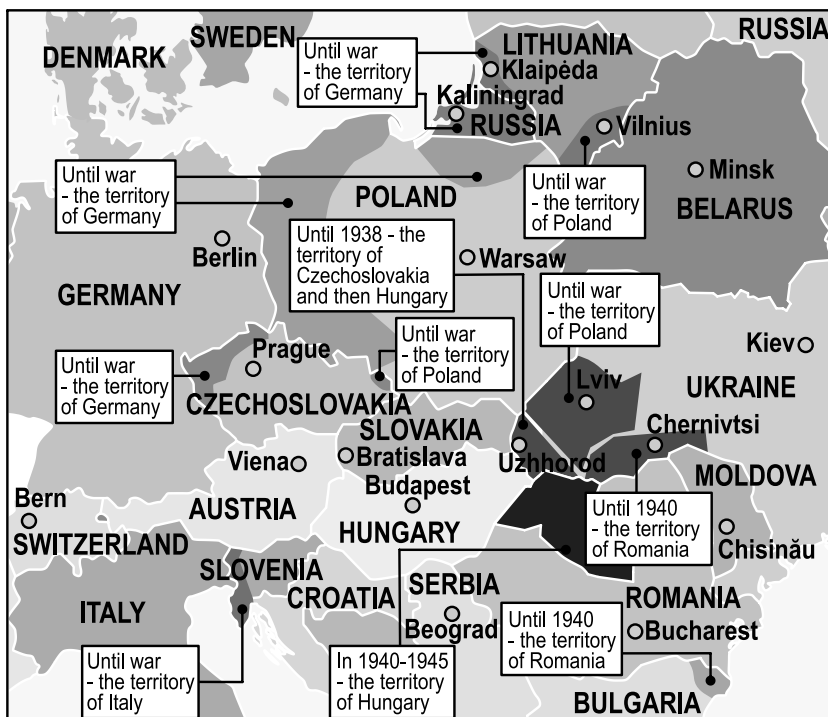 SWEDEN
RUSSIA
DENMARK
Until war
- the territory
of Germany
LITHUANIA
Klaipėda
Kaliningrad
RUSSIA
Vilnius
Until war
- the territory
of Germany
POLAND
Until war
- the territory
of Poland
Minsk
BELARUS
Berlin
Until 1938 - the
territory of
Czechoslovakia
and then Hungary
Warsaw
GERMANY
Until war
- the territory
of Poland
Kiev
Prague
Until war
- the territory
of Poland
Until war
- the territory
of Germany
CZECHOSLOVAKIA
Lviv
UKRAINE
SLOVAKIA
Chernivtsi
Viena
Bratislava
Uzhhorod
MOLDOVA
Budapest
Bern
AUSTRIA
HUNGARY
Until 1940
- the territory
of Romania
Chisinău
SWITZERLAND
SLOVENIA
CROATIA
SERBIA
ROMANIA
ITALY
Beograd
Bucharest
Until war
- the territory
of Italy
In 1940-1945
- the territory
of Hungary
Until 1940
- the territory
of Romania
BULGARIA